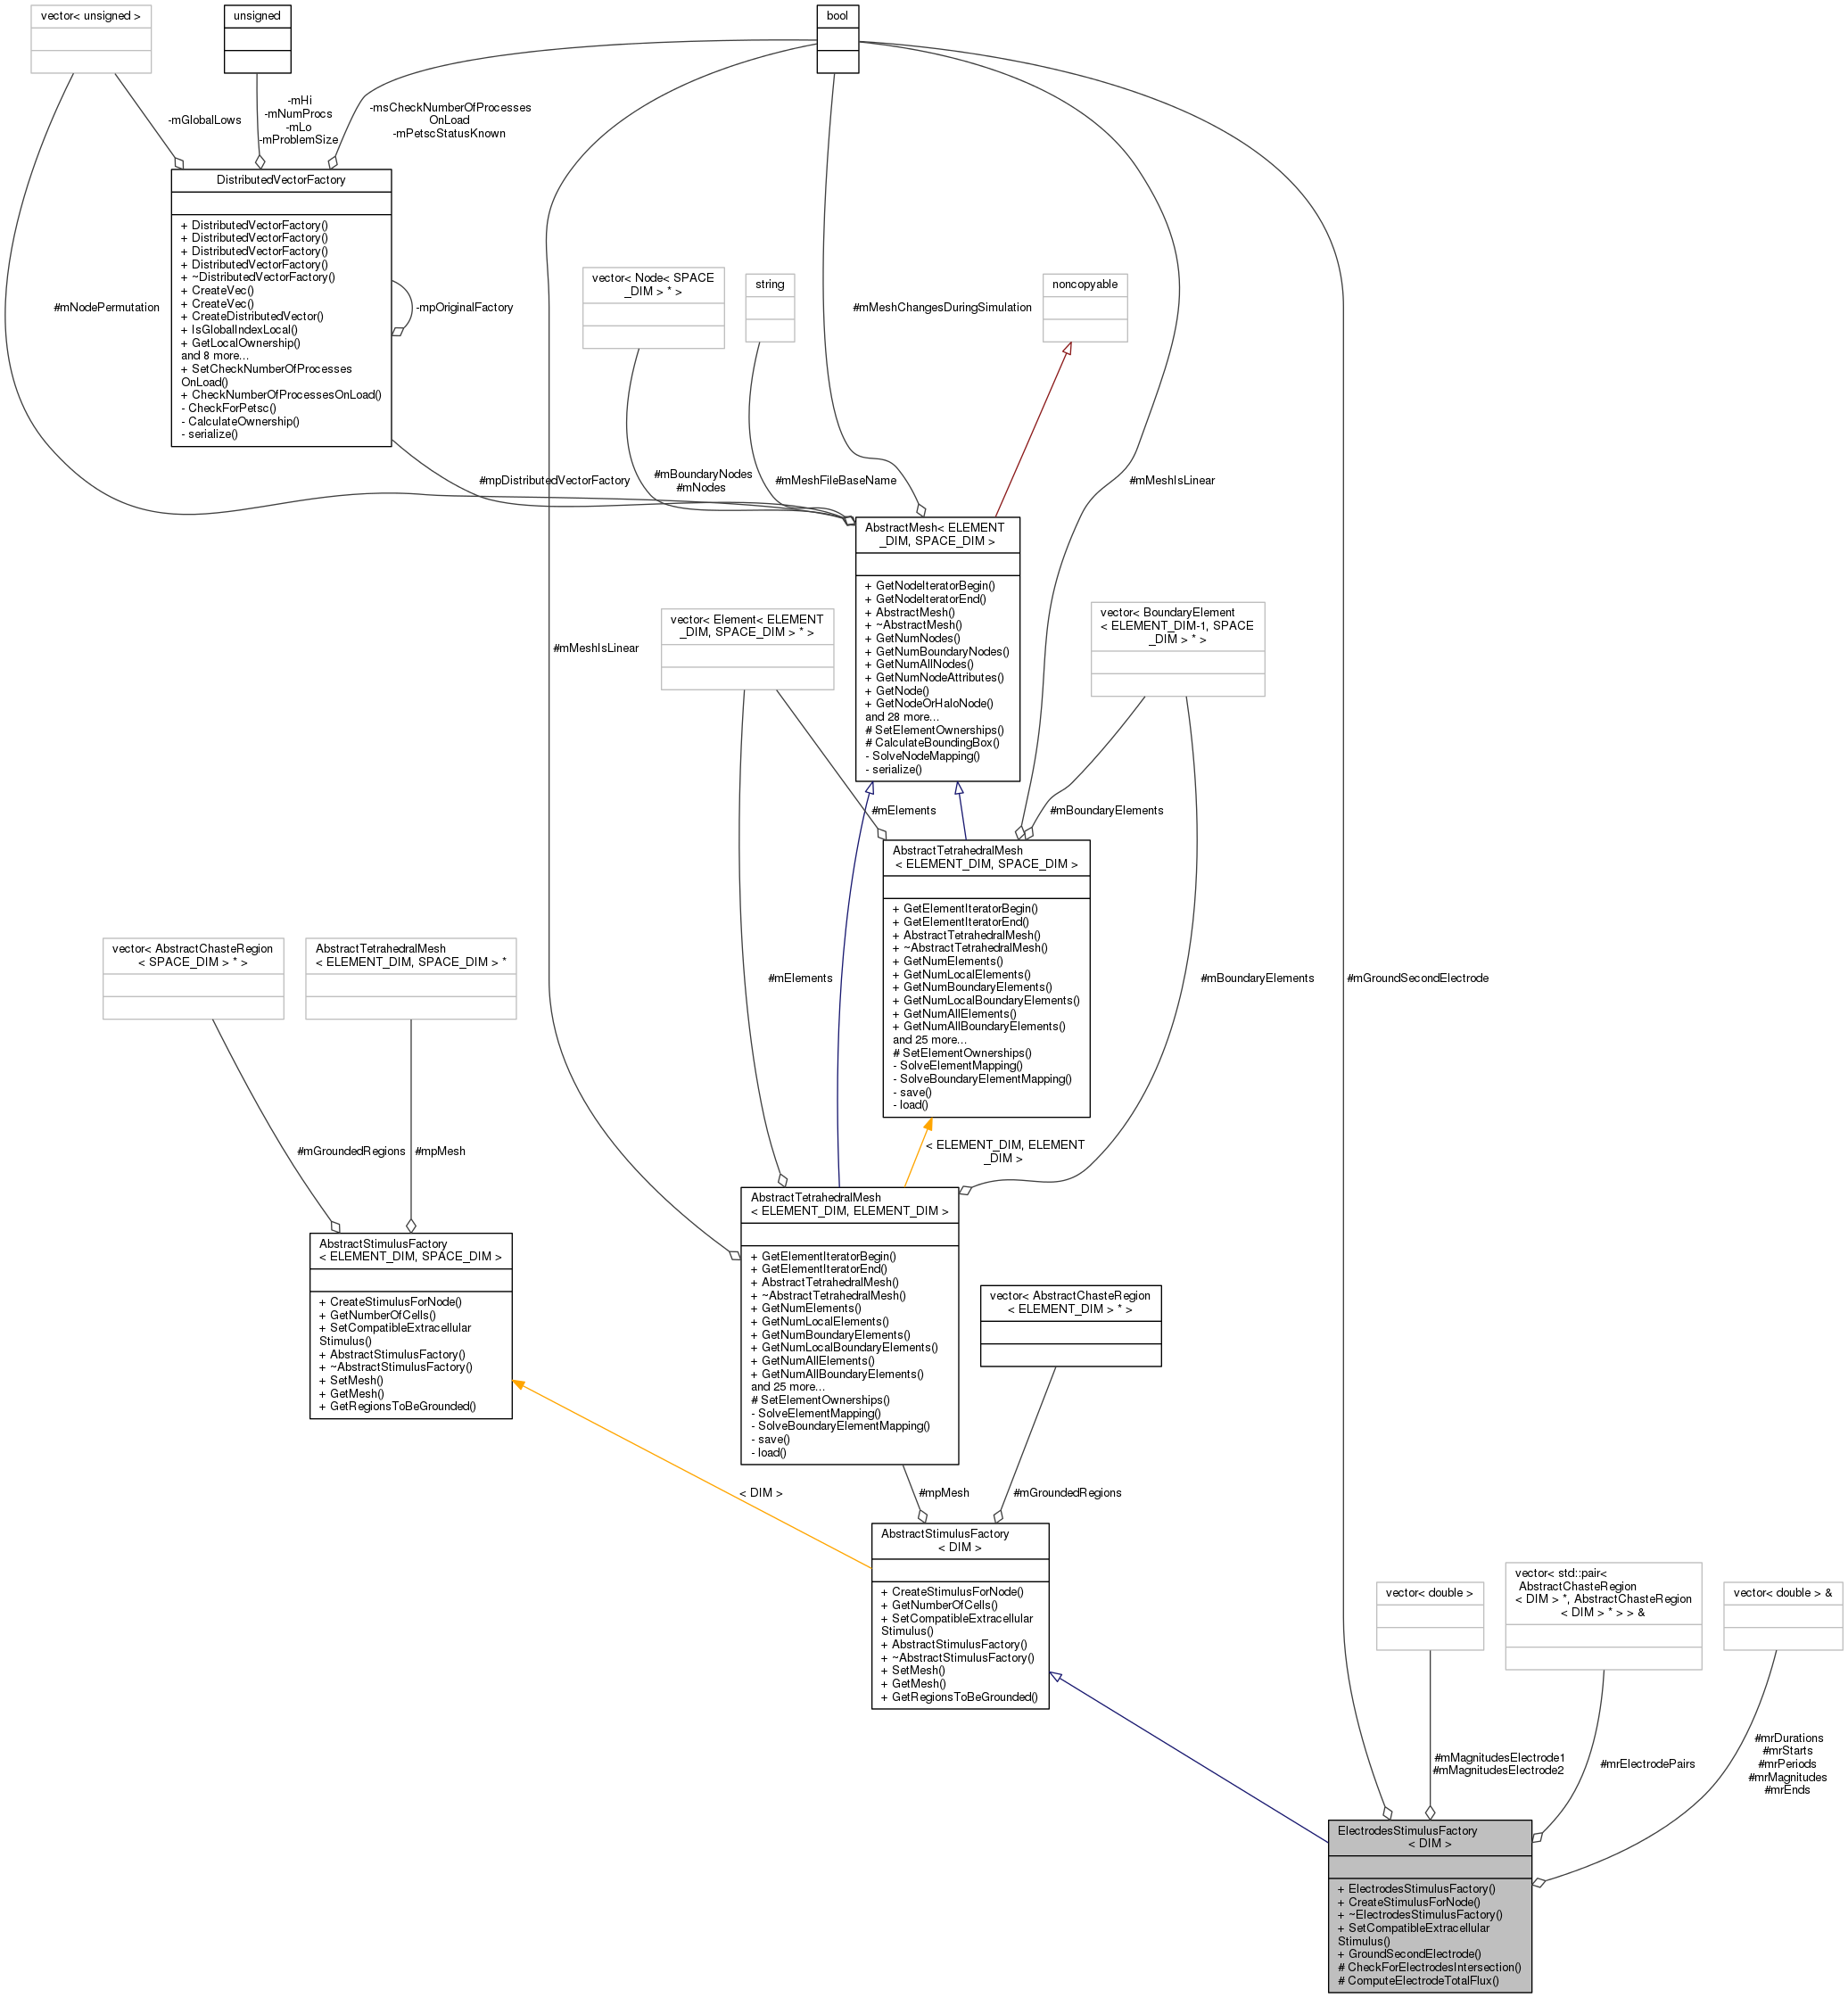 vector< unsigned >
unsigned
bool
-mGlobalLows
-mHi
-mNumProcs
-mLo
-mProblemSize
-msCheckNumberOfProcesses
OnLoad
-mPetscStatusKnown
DistributedVectorFactory
+ DistributedVectorFactory()
+ DistributedVectorFactory()
+ DistributedVectorFactory()
+ DistributedVectorFactory()
+ ~DistributedVectorFactory()
+ CreateVec()
+ CreateVec()
+ CreateDistributedVector()
+ IsGlobalIndexLocal()
+ GetLocalOwnership()
and 8 more...
+ SetCheckNumberOfProcesses
OnLoad()
+ CheckNumberOfProcessesOnLoad()
- CheckForPetsc()
- CalculateOwnership()
- serialize()
#mNodePermutation
-mpOriginalFactory
vector< Node< SPACE
_DIM > * >
string
#mMeshChangesDuringSimulation
noncopyable
#mpDistributedVectorFactory
#mBoundaryNodes
#mNodes
#mMeshFileBaseName
#mMeshIsLinear
AbstractMesh< ELEMENT
_DIM, SPACE_DIM >
+ GetNodeIteratorBegin()
+ GetNodeIteratorEnd()
+ AbstractMesh()
+ ~AbstractMesh()
+ GetNumNodes()
+ GetNumBoundaryNodes()
+ GetNumAllNodes()
+ GetNumNodeAttributes()
+ GetNode()
+ GetNodeOrHaloNode()
and 28 more...
# SetElementOwnerships()
# CalculateBoundingBox()
- SolveNodeMapping()
- serialize()
#mMeshIsLinear
vector< Element< ELEMENT
_DIM, SPACE_DIM > * >
vector< BoundaryElement
< ELEMENT_DIM-1, SPACE
_DIM > * >
#mElements
#mBoundaryElements
AbstractTetrahedralMesh
< ELEMENT_DIM, SPACE_DIM >
+ GetElementIteratorBegin()
+ GetElementIteratorEnd()
+ AbstractTetrahedralMesh()
+ ~AbstractTetrahedralMesh()
+ GetNumElements()
+ GetNumLocalElements()
+ GetNumBoundaryElements()
+ GetNumLocalBoundaryElements()
+ GetNumAllElements()
+ GetNumAllBoundaryElements()
and 25 more...
# SetElementOwnerships()
- SolveElementMapping()
- SolveBoundaryElementMapping()
- save()
- load()
vector< AbstractChasteRegion
< SPACE_DIM > * >
AbstractTetrahedralMesh
< ELEMENT_DIM, SPACE_DIM > *
#mElements
#mBoundaryElements
#mGroundSecondElectrode
#mGroundedRegions
#mpMesh
< ELEMENT_DIM, ELEMENT
_DIM >
AbstractStimulusFactory
< ELEMENT_DIM, SPACE_DIM >
+ CreateStimulusForNode()
+ GetNumberOfCells()
+ SetCompatibleExtracellular
Stimulus()
+ AbstractStimulusFactory()
+ ~AbstractStimulusFactory()
+ SetMesh()
+ GetMesh()
+ GetRegionsToBeGrounded()
AbstractTetrahedralMesh
< ELEMENT_DIM, ELEMENT_DIM >
+ GetElementIteratorBegin()
+ GetElementIteratorEnd()
+ AbstractTetrahedralMesh()
+ ~AbstractTetrahedralMesh()
+ GetNumElements()
+ GetNumLocalElements()
+ GetNumBoundaryElements()
+ GetNumLocalBoundaryElements()
+ GetNumAllElements()
+ GetNumAllBoundaryElements()
and 25 more...
# SetElementOwnerships()
- SolveElementMapping()
- SolveBoundaryElementMapping()
- save()
- load()
vector< AbstractChasteRegion
< ELEMENT_DIM > * >
< DIM >
#mpMesh
#mGroundedRegions
AbstractStimulusFactory
< DIM >
+ CreateStimulusForNode()
+ GetNumberOfCells()
+ SetCompatibleExtracellular
Stimulus()
+ AbstractStimulusFactory()
+ ~AbstractStimulusFactory()
+ SetMesh()
+ GetMesh()
+ GetRegionsToBeGrounded()
vector< double >
vector< std::pair<
AbstractChasteRegion
< DIM > *, AbstractChasteRegion
< DIM > * > > &
vector< double > &
#mMagnitudesElectrode1
#mMagnitudesElectrode2
#mrElectrodePairs
#mrDurations
#mrStarts
#mrPeriods
#mrMagnitudes
#mrEnds
ElectrodesStimulusFactory
< DIM >
+ ElectrodesStimulusFactory()
+ CreateStimulusForNode()
+ ~ElectrodesStimulusFactory()
+ SetCompatibleExtracellular
Stimulus()
+ GroundSecondElectrode()
# CheckForElectrodesIntersection()
# ComputeElectrodeTotalFlux()